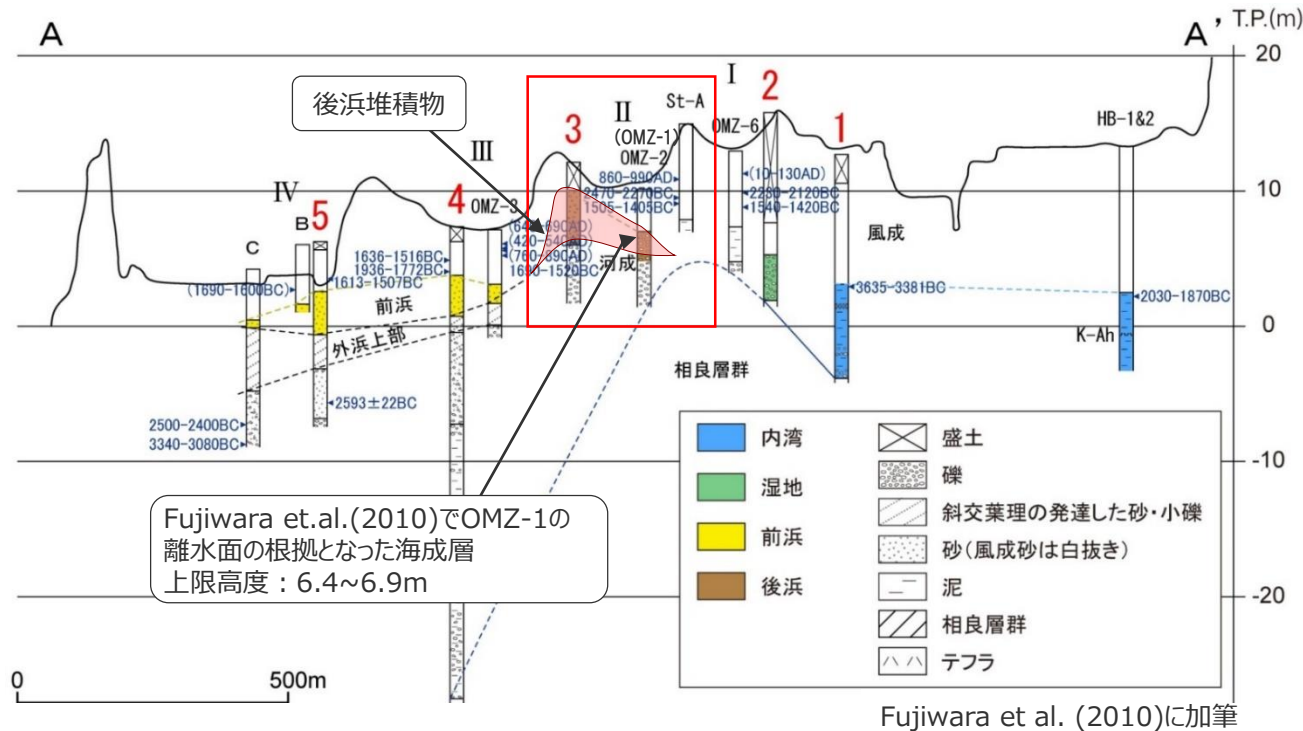 A
A'
T.P.(m)
20
後浜堆積物
I
St-A
2
3
II
(OMZ-1)
OMZ-2
OMZ-6
1
HB-1&2
III
10
860-990AD
2470-2270BC
1505-1405BC
(10-130AD)
2280-2120BC
1540-1420BC
IV
4
OMZ-3
B
5
C
(420-540AD)
(760-890AD)
1690-1520BC
河成
風成
1636-1516BC
1936-1772BC
(1690-1600BC)
1613-1507BC
前浜
3635-3381BC
2030-1870BC
外浜上部
0
K-Ah
相良層群
2593±22BC
2500-2400BC
3340-3080BC
-10
Fujiwara et.al.(2010)でOMZ-1の
離水面の根拠となった海成層
上限高度：6.4~6.9m
内湾
湿地
前浜
後浜
盛土
礫
斜交葉理の発達した砂・小礫
砂(風成砂は白抜き)
泥
相良層群
テフラ
-20
0
500m
Fujiwara et al. (2010)に加筆